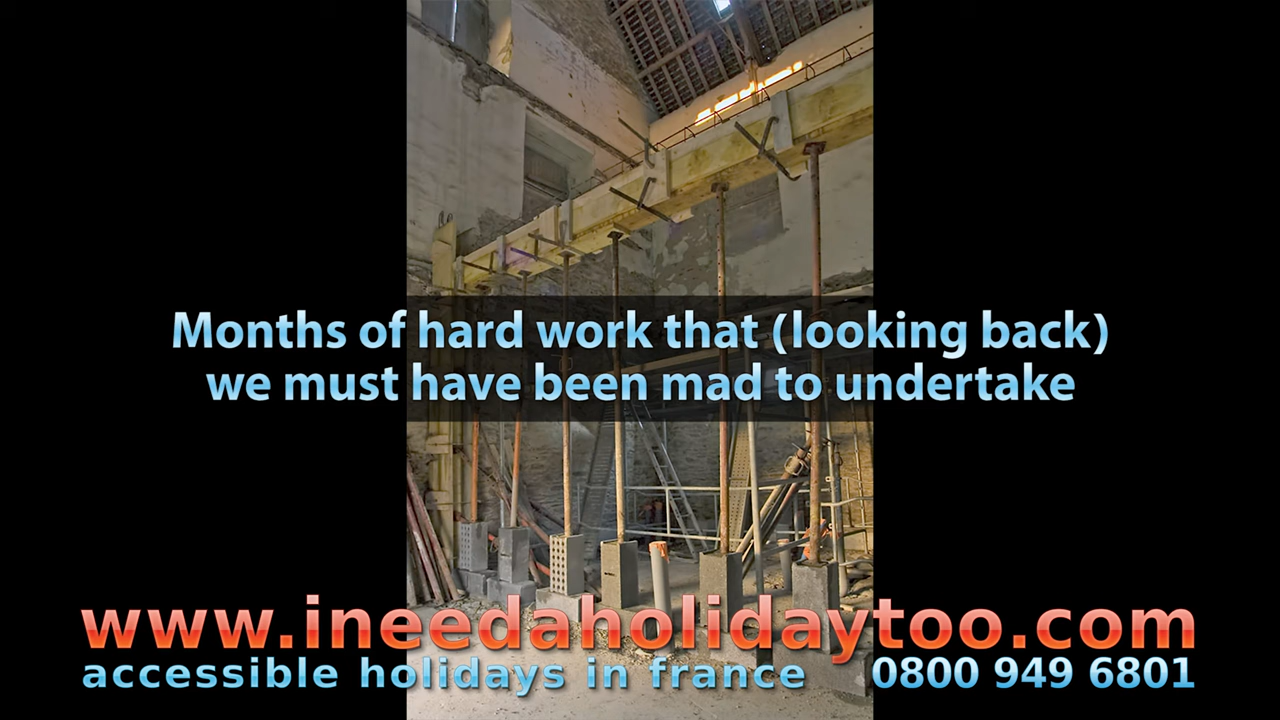 Months of hard work that (looking back)
we must have been mad to undertake
www.ineedaholidaytoo.com
accessible holidays in france 0800 949 6801